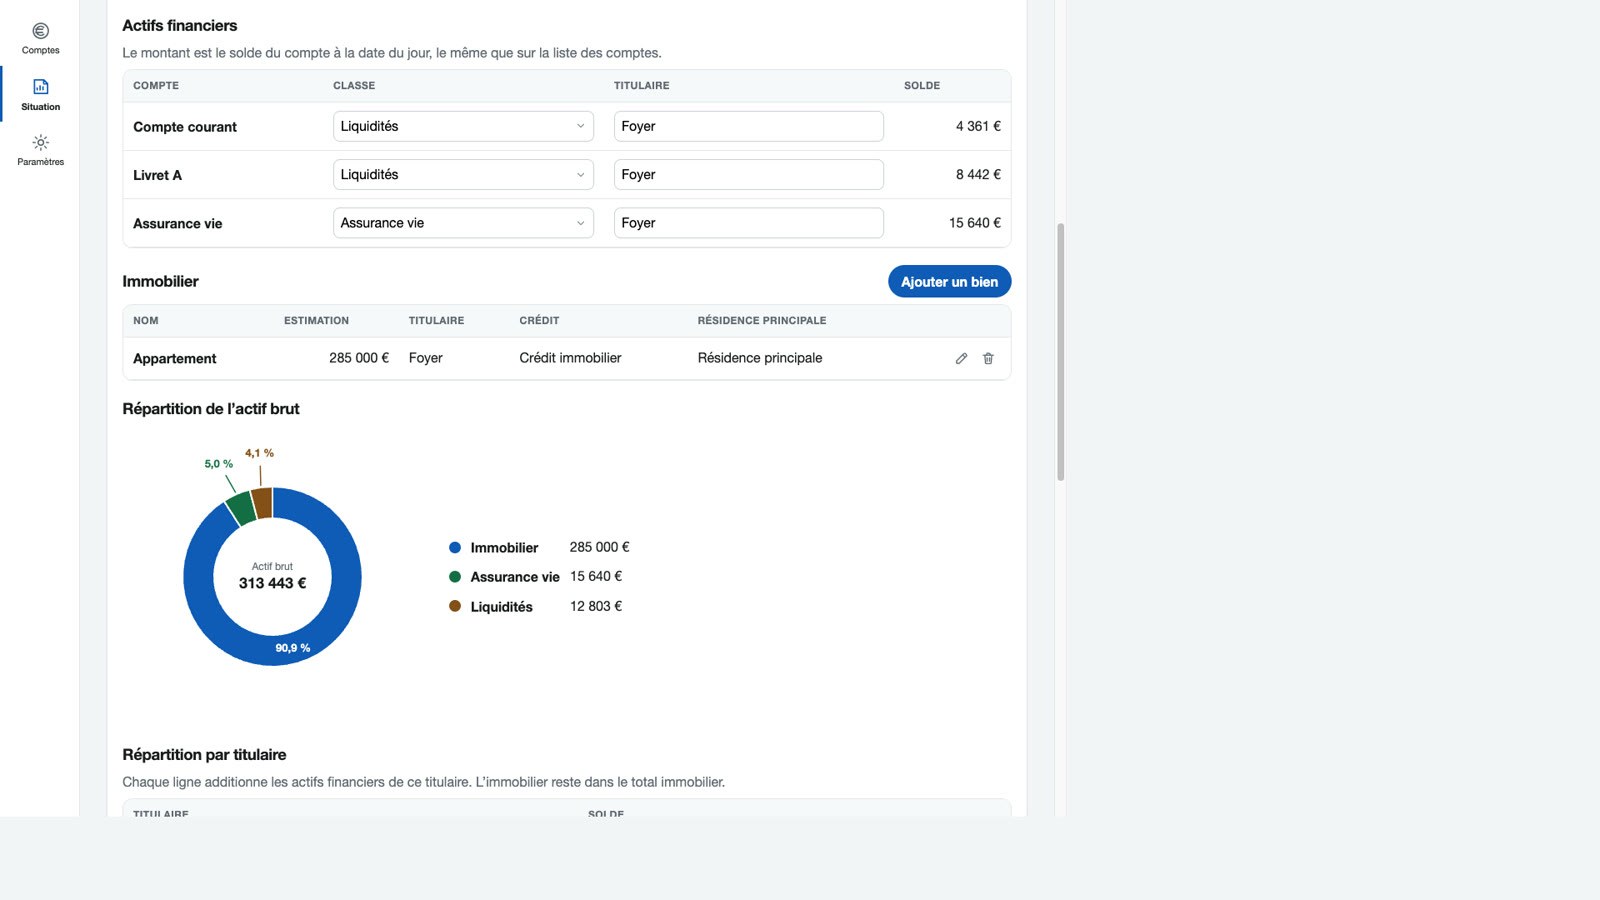 Comptes
Situation
Paramètres
Actifs financiers
Le montant est le solde du compte à la date du jour, le même que sur la liste des comptes.
COMPTE CLASSE TITULAIRE SOLDE
Compte courant Liquidités Foyer 4 361 €
Livret A Liquidités Foyer 8 442 €
Assurance vie Assurance vie Foyer 15 640 €
Immobilier Ajouter un bien
NOM ESTIMATION TITULAIRE CRÉDIT RÉSIDENCE PRINCIPALE
Appartement 285 000 € Foyer Crédit immobilier Résidence principale
Répartition de l’actif brut
4,1 %
5,0 %
Actif brut
313 443 €
90,9 %
Immobilier 285 000 €
Assurance vie 15 640 €
Liquidités 12 803 €
Répartition par titulaire
Chaque ligne additionne les actifs financiers de ce titulaire. L’immobilier reste dans le total immobilier.
TITULAIRE SOLDE